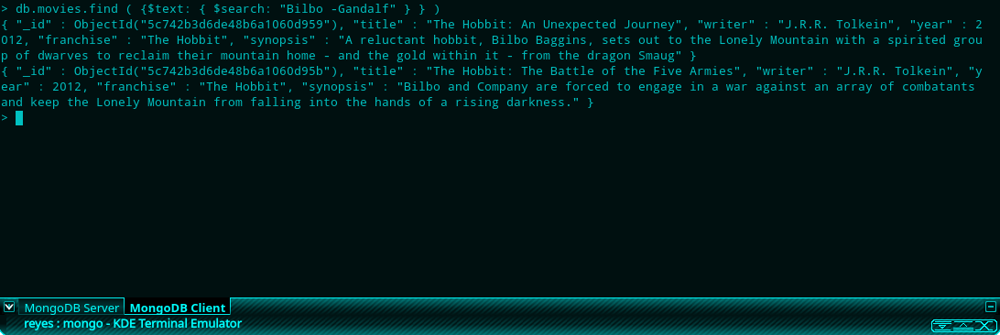 > db.movies.find ( {$text: { $search: "Bilbo -Gandalf" } } )
{ "_id" : ObjectId("5c742b3d6de48b6a1060d959"), "title" : "The Hobbit: An Unexpected Journey", "writer" : "J.R.R. Tolkein", "year" : 2
012, "franchise" : "The Hobbit", "synopsis" : "A reluctant hobbit, Bilbo Baggins, sets out to the Lonely Mountain with a spirited grou
p of dwarves to reclaim their mountain home - and the gold within it - from the dragon Smaug" }
{ "_id" : ObjectId("5c742b3d6de48b6a1060d95b"), "title" : "The Hobbit: The Battle of the Five Armies", "writer" : "J.R.R. Tolkein", "y
ear" : 2012, "franchise" : "The Hobbit", "synopsis" : "Bilbo and Company are forced to engage in a war against an array of combatants
and keep the Lonely Mountain from falling into the hands of a rising darkness." }
>
MongoDB Server MongoDB Client
reyes : mongo - KDE Terminal Emulator